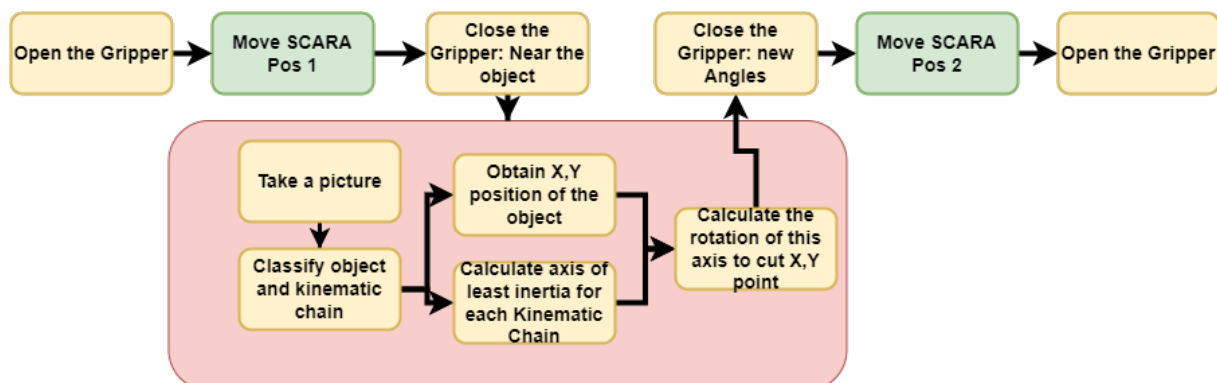 Open the Gripper
Move SCARA
Pos 1
Close the
Gripper: Near the
object
Close the
Gripper: new
Angles
Move SCARA
Pos 2
Open the Gripper
Take a picture
Classify object
and kinematic
chain
Obtain X,Y
position of the
object
Calculate axis of
least inertia for
each Kinematic
Chain
Calculate the
rotation of this
axis to cut X,Y
point